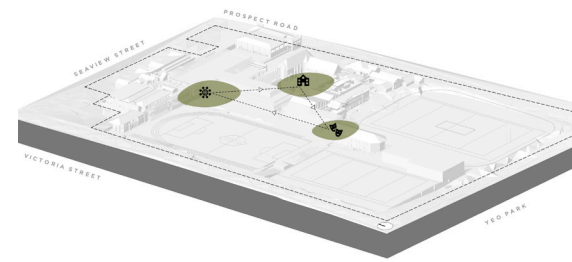 PROSPECT ROAD
SEAVIEW STREET
VICTORIA STREET
YEO PARK